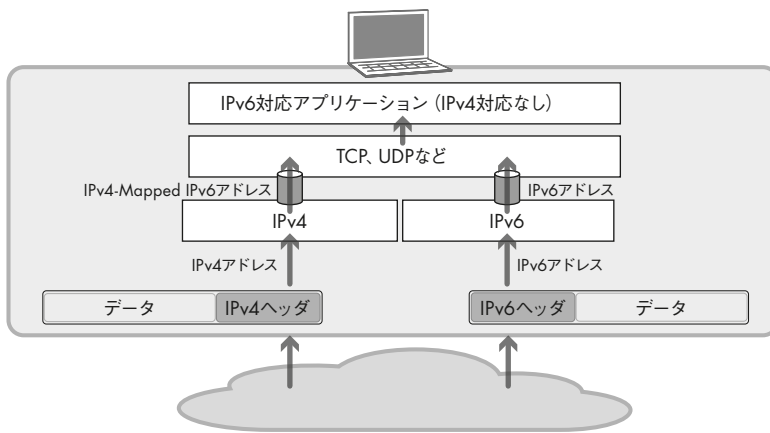 IPv6対応アプリケーション（IPv4対応なし）
TCP、UDPなど
IPv4-Mapped IPv6アドレス
IPv6アドレス
IPv4
IPv6
IPv4アドレス
IPv6アドレス
データ
IPv4ヘッダ
IPv6ヘッダ
データ